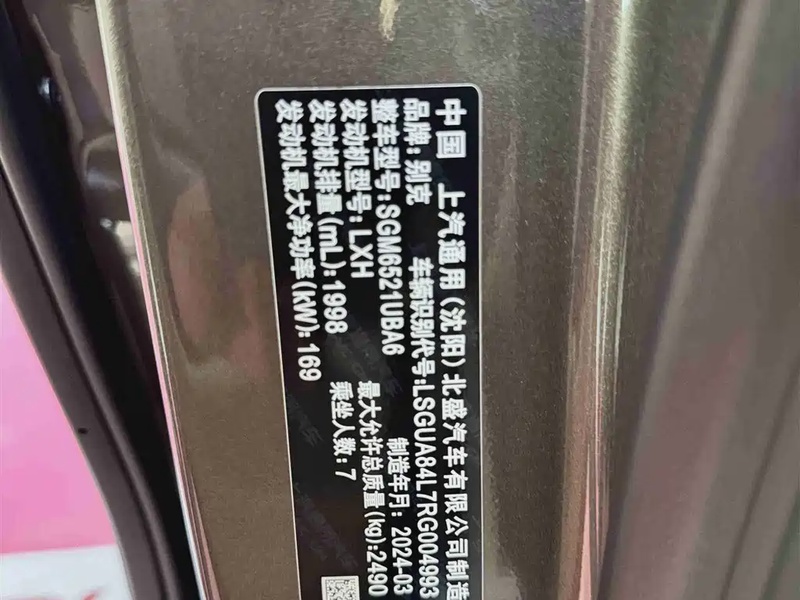 中国 上汽通用(沈阳)北盛汽车有限公司制造
品牌:别克 车辆识别代号:LSGUA84L7RG004693
整车型号:SGM6521UBA6 制造年月:2024-03
发动机型号:LXH 最大允许总质量(kg):2490
发动机排量(mL):1998 乘坐人数:7
发动机最大净功率(kW):169